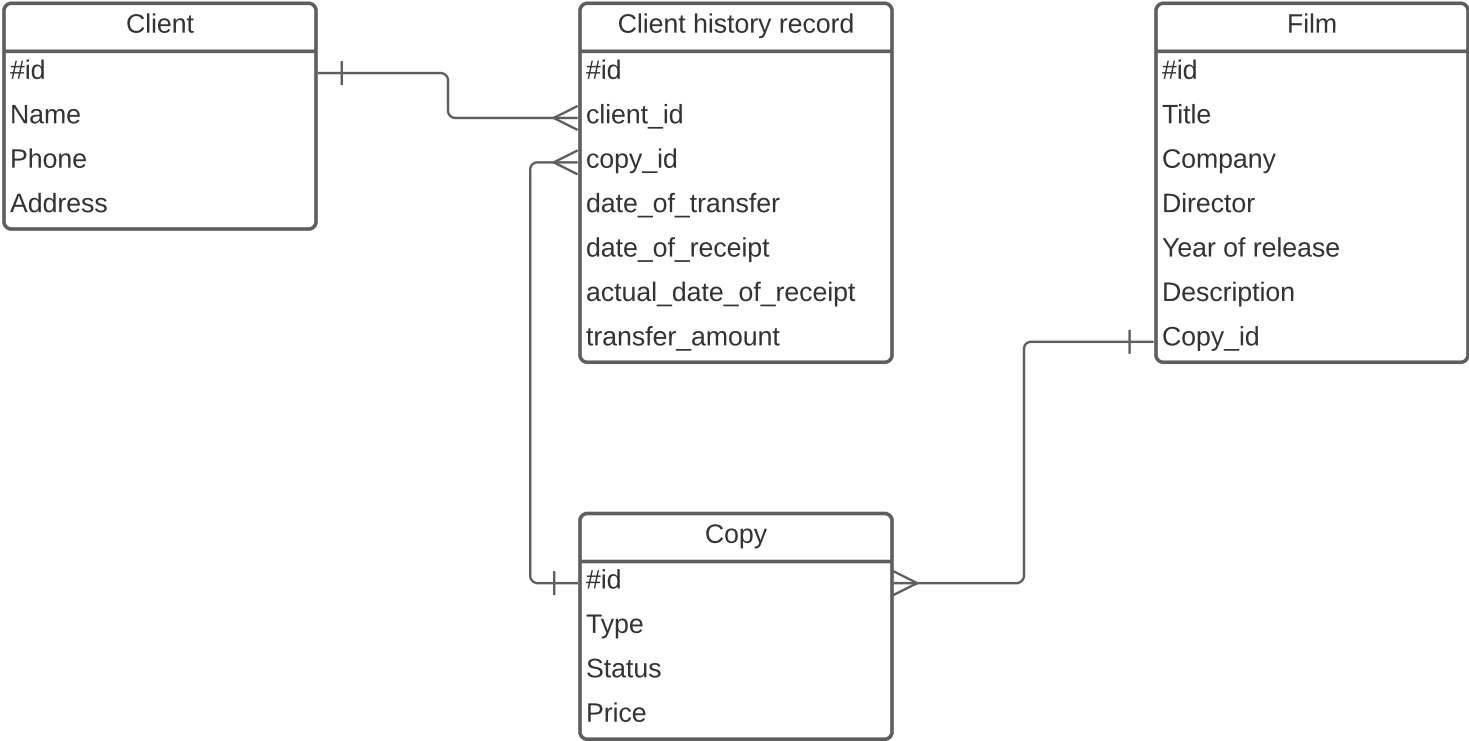 Client
#id
Name
Phone
Address
Client history record
#id
client_id
copy_id
date_of_transfer
date_of_receipt
actual_date_of_receipt
transfer_amount
Film
#id
Title
Company
Director
Year of release
Description
Copy_id
Copy
#id
Type
Status
Price